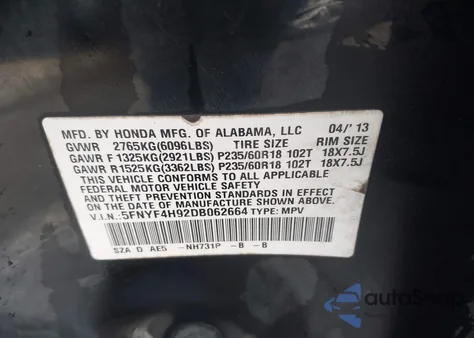 MFD. BY HONDA MFG. OF ALABAMA, LLC 04/'13
GVWR 2765KG(6096LBS) TIRE SIZE RIM SIZE
GAWR F 1325KG(2921LBS) P235/60R18 102T 18X7.5J
GAWR R1525KG(3362LBS) P235/60R18 102T 18X7.5J
THIS VEHICLE CONFORMS TO ALL APPLICABLE
FEDERAL MOTOR VEHICLE SAFETY, BUMPER,
AND THEFT PREVENTION STANDARDS IN EFFECT
ON THE DATE OF MANUFACTURE SHOWN ABOVE.
V.I.N.:5FNYF4H92DB062664 TYPE: MPV
SZA D AE5 -NH731P -B -B
autoSnap